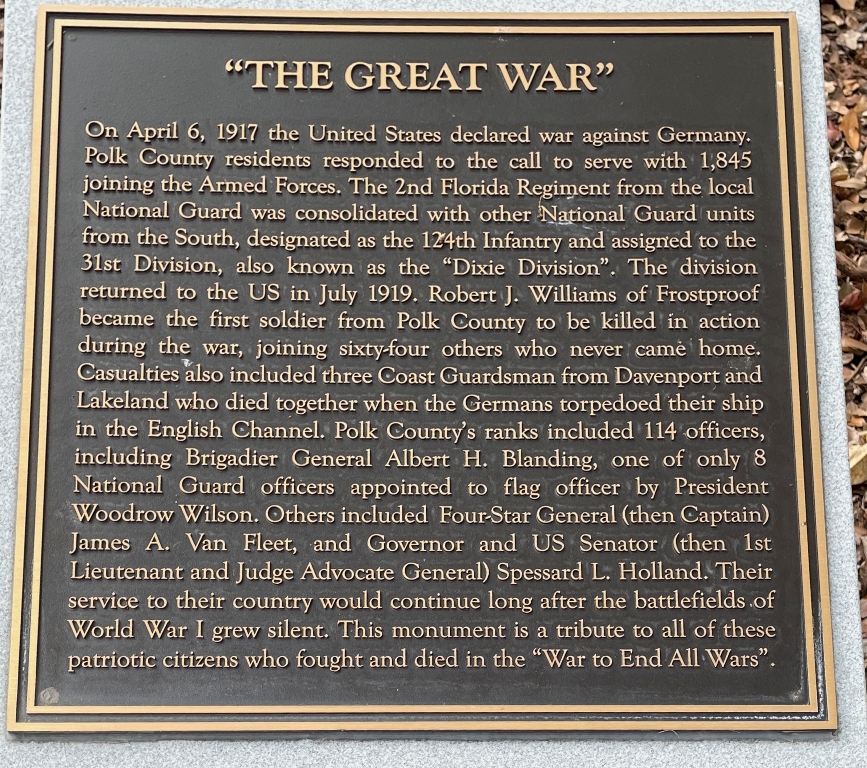 “THE GREAT WAR”
On April 6, 1917 the United States declared war against Germany.
Polk County residents responded to the call to serve with 1,845
joining the Armed Forces. The 2nd Florida Regiment from the local
National Guard was consolidated with other National Guard units
from the South, designated as the 124th Infantry and assigned to the
31st Division, also known as the “Dixie Division”. The division
returned to the US in July 1919. Robert J. Williams of Frostproof
became the first soldier from Polk County to be killed in action
during the war, joining sixty-four others who never came home.
Casualties also included three Coast Guardsman from Davenport and
Lakeland who died together when the Germans torpedoed their ship
in the English Channel. Polk County’s ranks included 114 officers,
including Brigadier General Albert H. Blanding, one of only 8
National Guard officers appointed to flag officer by President
Woodrow Wilson. Others included Four-Star General (then Captain)
James A. Van Fleet, and Governor and US Senator (then 1st
Lieutenant and Judge Advocate General) Spessard L. Holland. Their
service to their country would continue long after the battlefields of
World War I grew silent. This monument is a tribute to all of these
patriotic citizens who fought and died in the “War to End All Wars”.